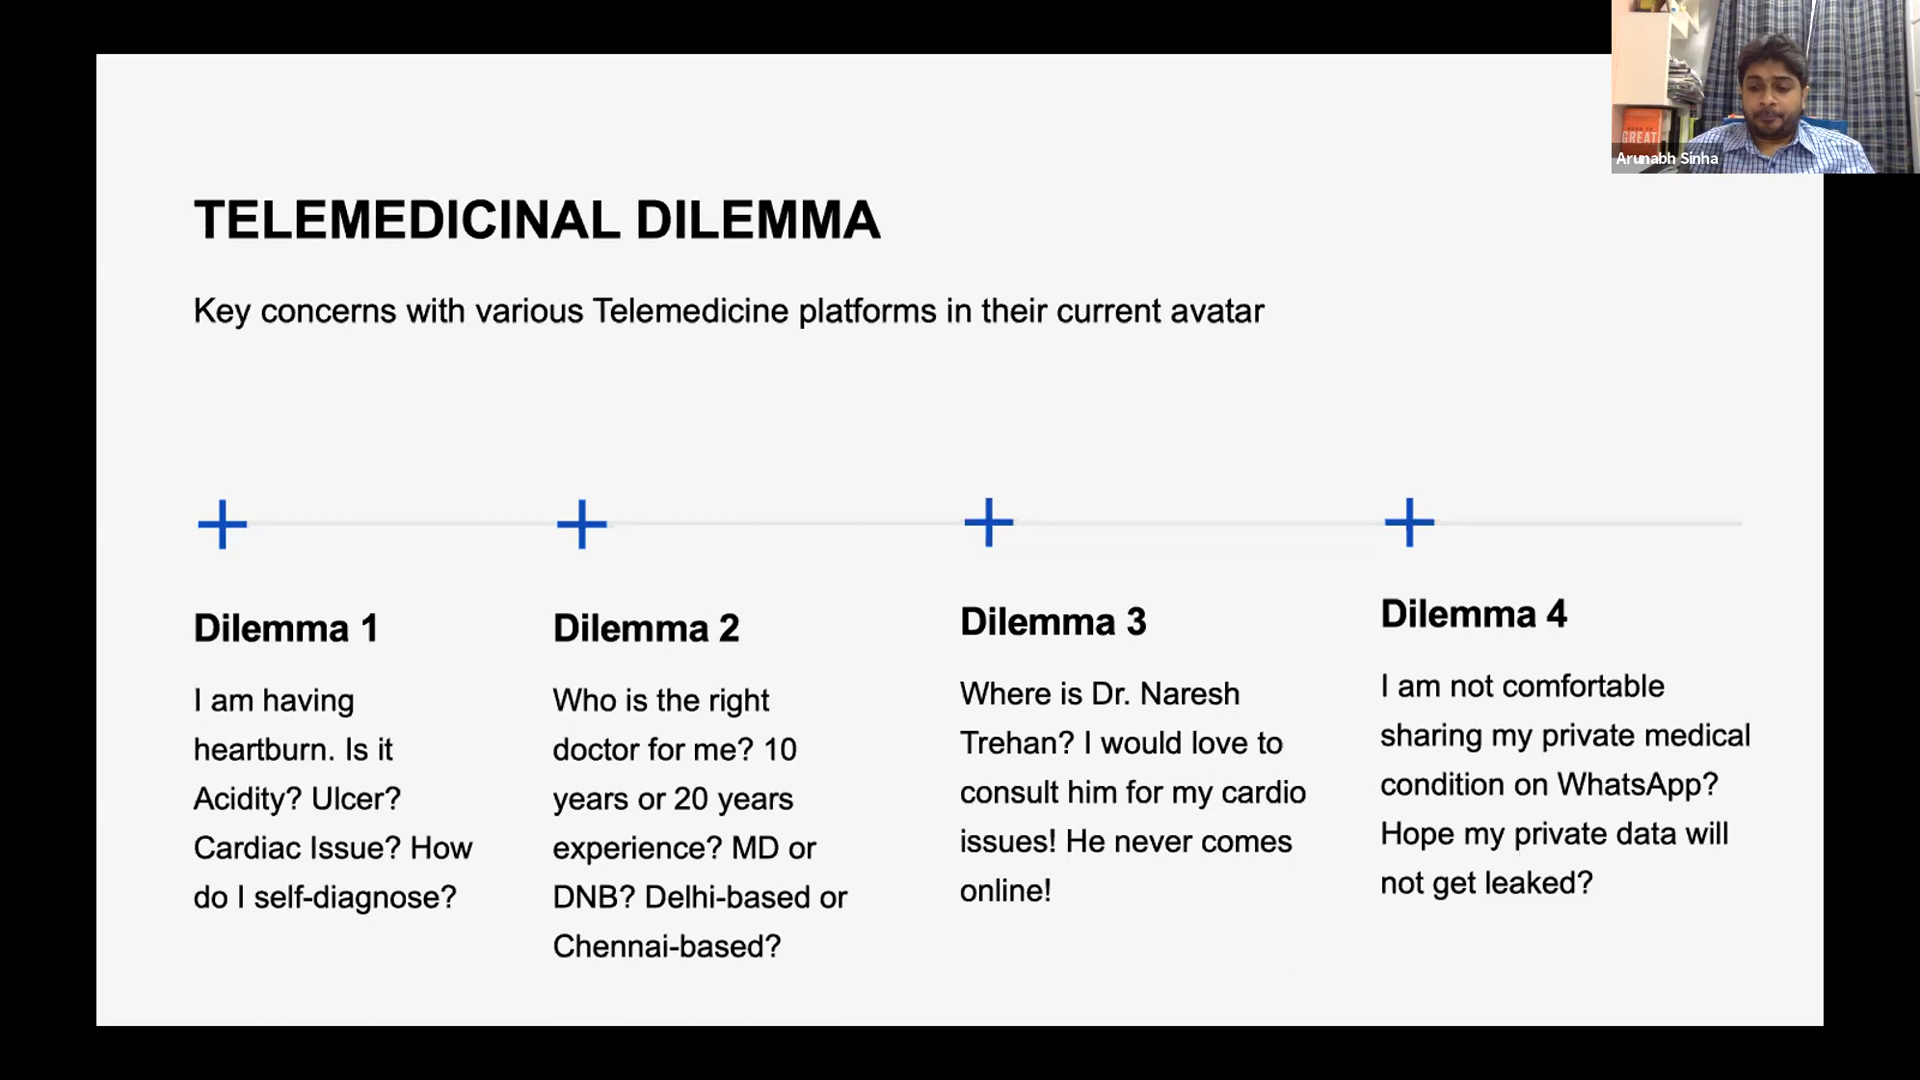 TELEMEDICINAL DILEMMA
Key concerns with various Telemedicine platforms in their current avatar
Dilemma 1
I am having
heartburn. Is it
Acidity? Ulcer?
Cardiac Issue? How
do I self-diagnose?
Dilemma 2
Who is the right
doctor for me? 10
years or 20 years
experience? MD or
DNB? Delhi-based or
Chennai-based?
Dilemma 3
Where is Dr. Naresh
Trehan? I would love to
consult him for my cardio
issues! He never comes
online!
Dilemma 4
I am not comfortable
sharing my private medical
condition on WhatsApp?
Hope my private data will
not get leaked?
GREAT
Arunabh Sinha